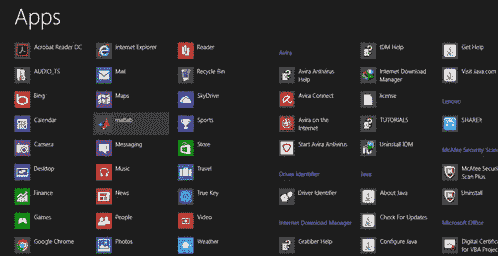 Apps
Acrobat Reader DC
AUDIO_TS
Bing
Calendar
Camera
Desktop
Finance
Games
Google Chrome
Internet Explorer
Mail
Maps
matlab
Messaging
Music
News
People
Photos
Reader
Recycle Bin
SkyDrive
Sports
Store
Travel
True Key
Video
Weather
Avira
Avira Antivirus
Help
Avira Connect
Avira on the
Internet
Start Avira Antivirus
Driver Identifier
Driver Identifier
Internet Download Manager
Grabber Help
IDM Help
Internet Download
Manager
license
TUTORIALS
Uninstall IDM
Java
About Java
Check For Updates
Configure Java
Get Help
Visit Java.com
Lenovo
SHAREit
McAfee Security Scan
McAfee Security
Scan Plus
Uninstall
Microsoft Office
Digital Certificate
for VBA Projec